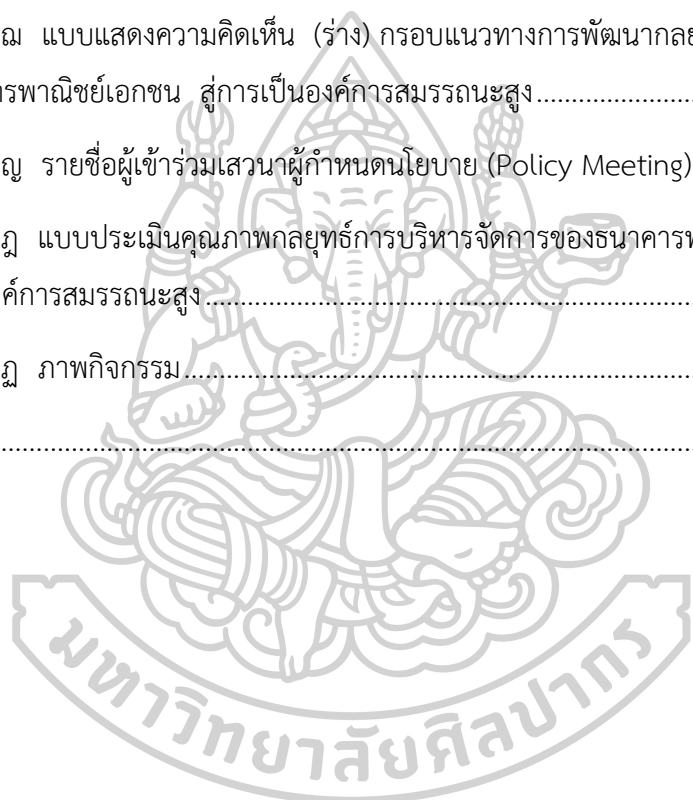 ฌ แบบแสดงความคิดเห็น (ร่าง) กรอบแนวทางการพัฒนากลย
รพาณิชย์เอกชน สู่การเป็นองค์การสมรรถนะสูง
ญ รายชื่อผู้เข้าร่วมเสวนาผู้กำหนดนโยบาย (Policy Meeting)
ฎ แบบประเมินคุณภาพกลยุทธ์การบริหารจัดการของธนาคารพ
ค์การสมรรถนะสูง
ฏ ภาพกิจกรรม
มหาวิทยาลัยศิลปากร